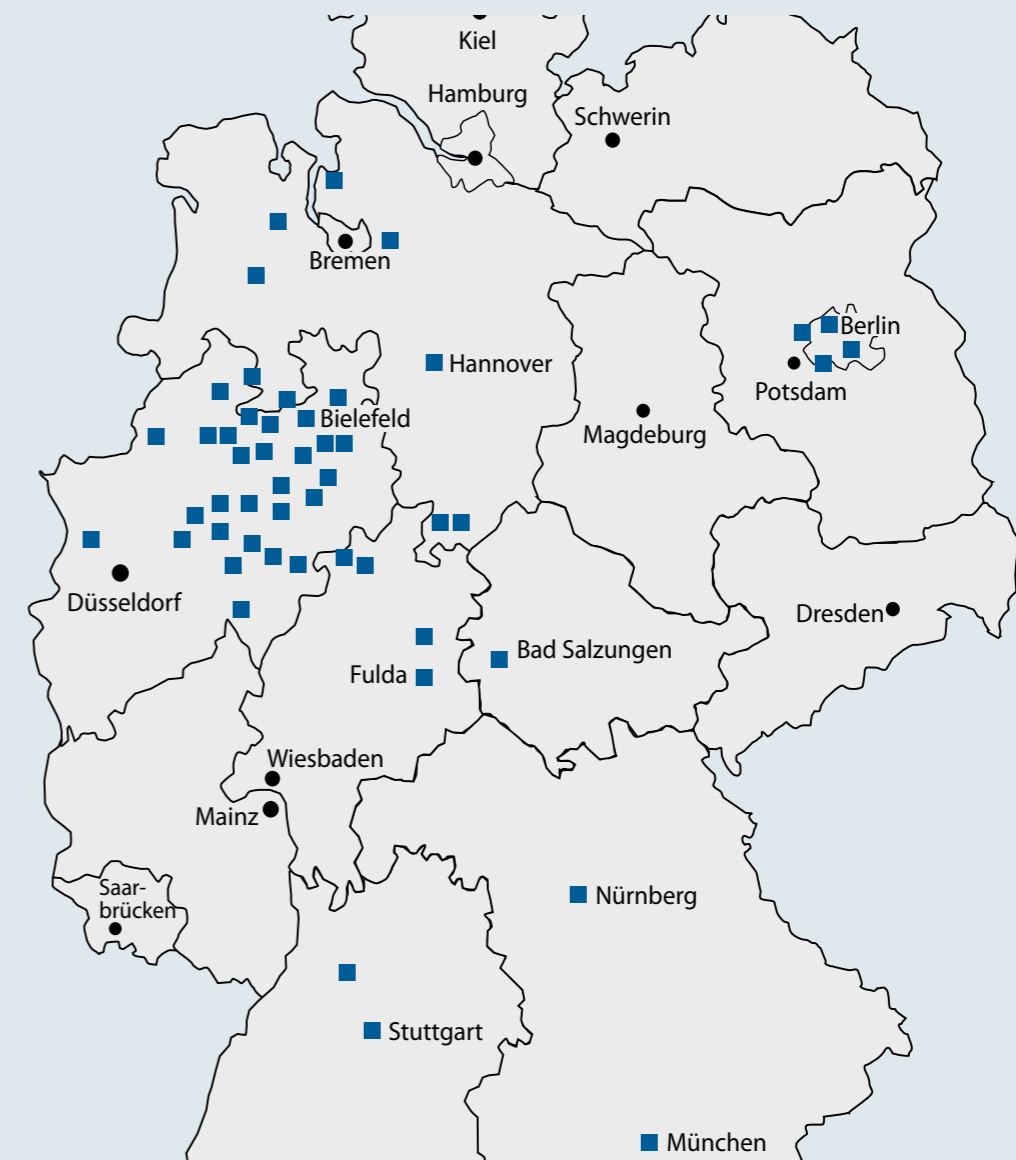 Kiel
Hamburg
Schwerin
Bremen
Berlin
Hannover
Potsdam
Bielefeld
Magdeburg
Düsseldorf
Dresden
Bad Salzungen
Fulda
Wiesbaden
Mainz
Saar-
brücken
Nürnberg
Stuttgart
München